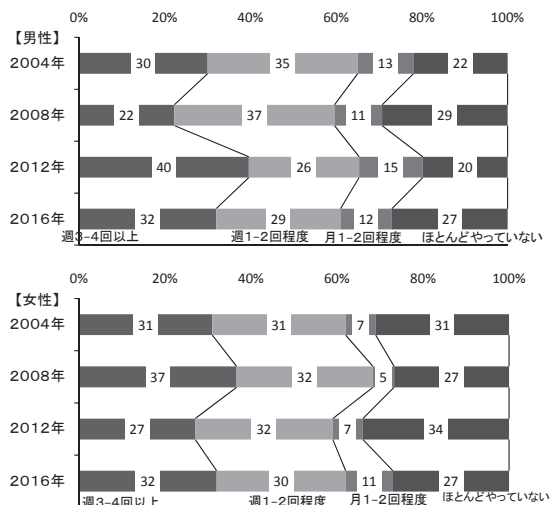 0% 20% 40% 60% 80% 100%
【男性】
2004年 30 35 13 22
2008年 22 37 11 29
2012年 40 26 15 20
2016年 32 29 12 27
週3-4回以上 週1-2回程度 月1-2回程度 ほとんどやっていない
0% 20% 40% 60% 80% 100%
【女性】
2004年 31 31 7 31
2008年 37 32 5 27
2012年 27 32 7 34
2016年 32 30 11 27
週3-4回以上 週1-2回程度 月1-2回程度 ほとんどやっていない